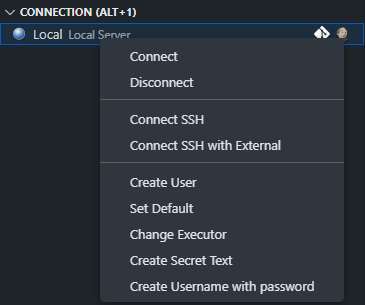 CONNECTION (ALT+1)
Local Local Server
Connect
Disconnect
Connect SSH
Connect SSH with External
Create User
Set Default
Change Executor
Create Secret Text
Create Username with password